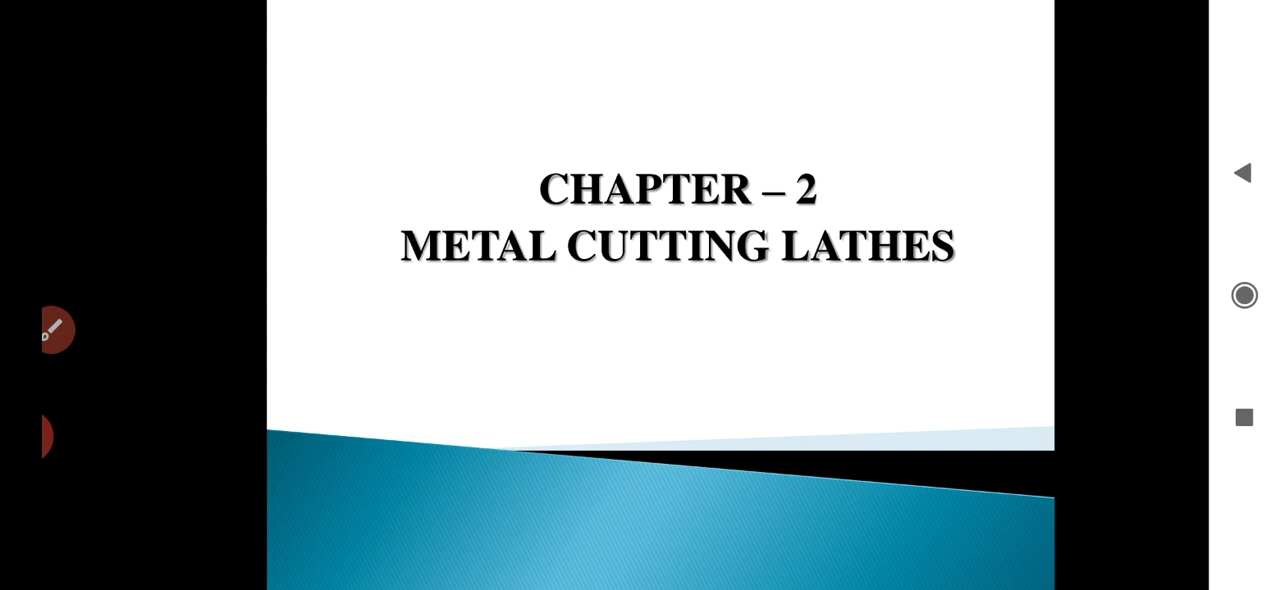 CHAPTER – 2
METAL CUTTING LATHES